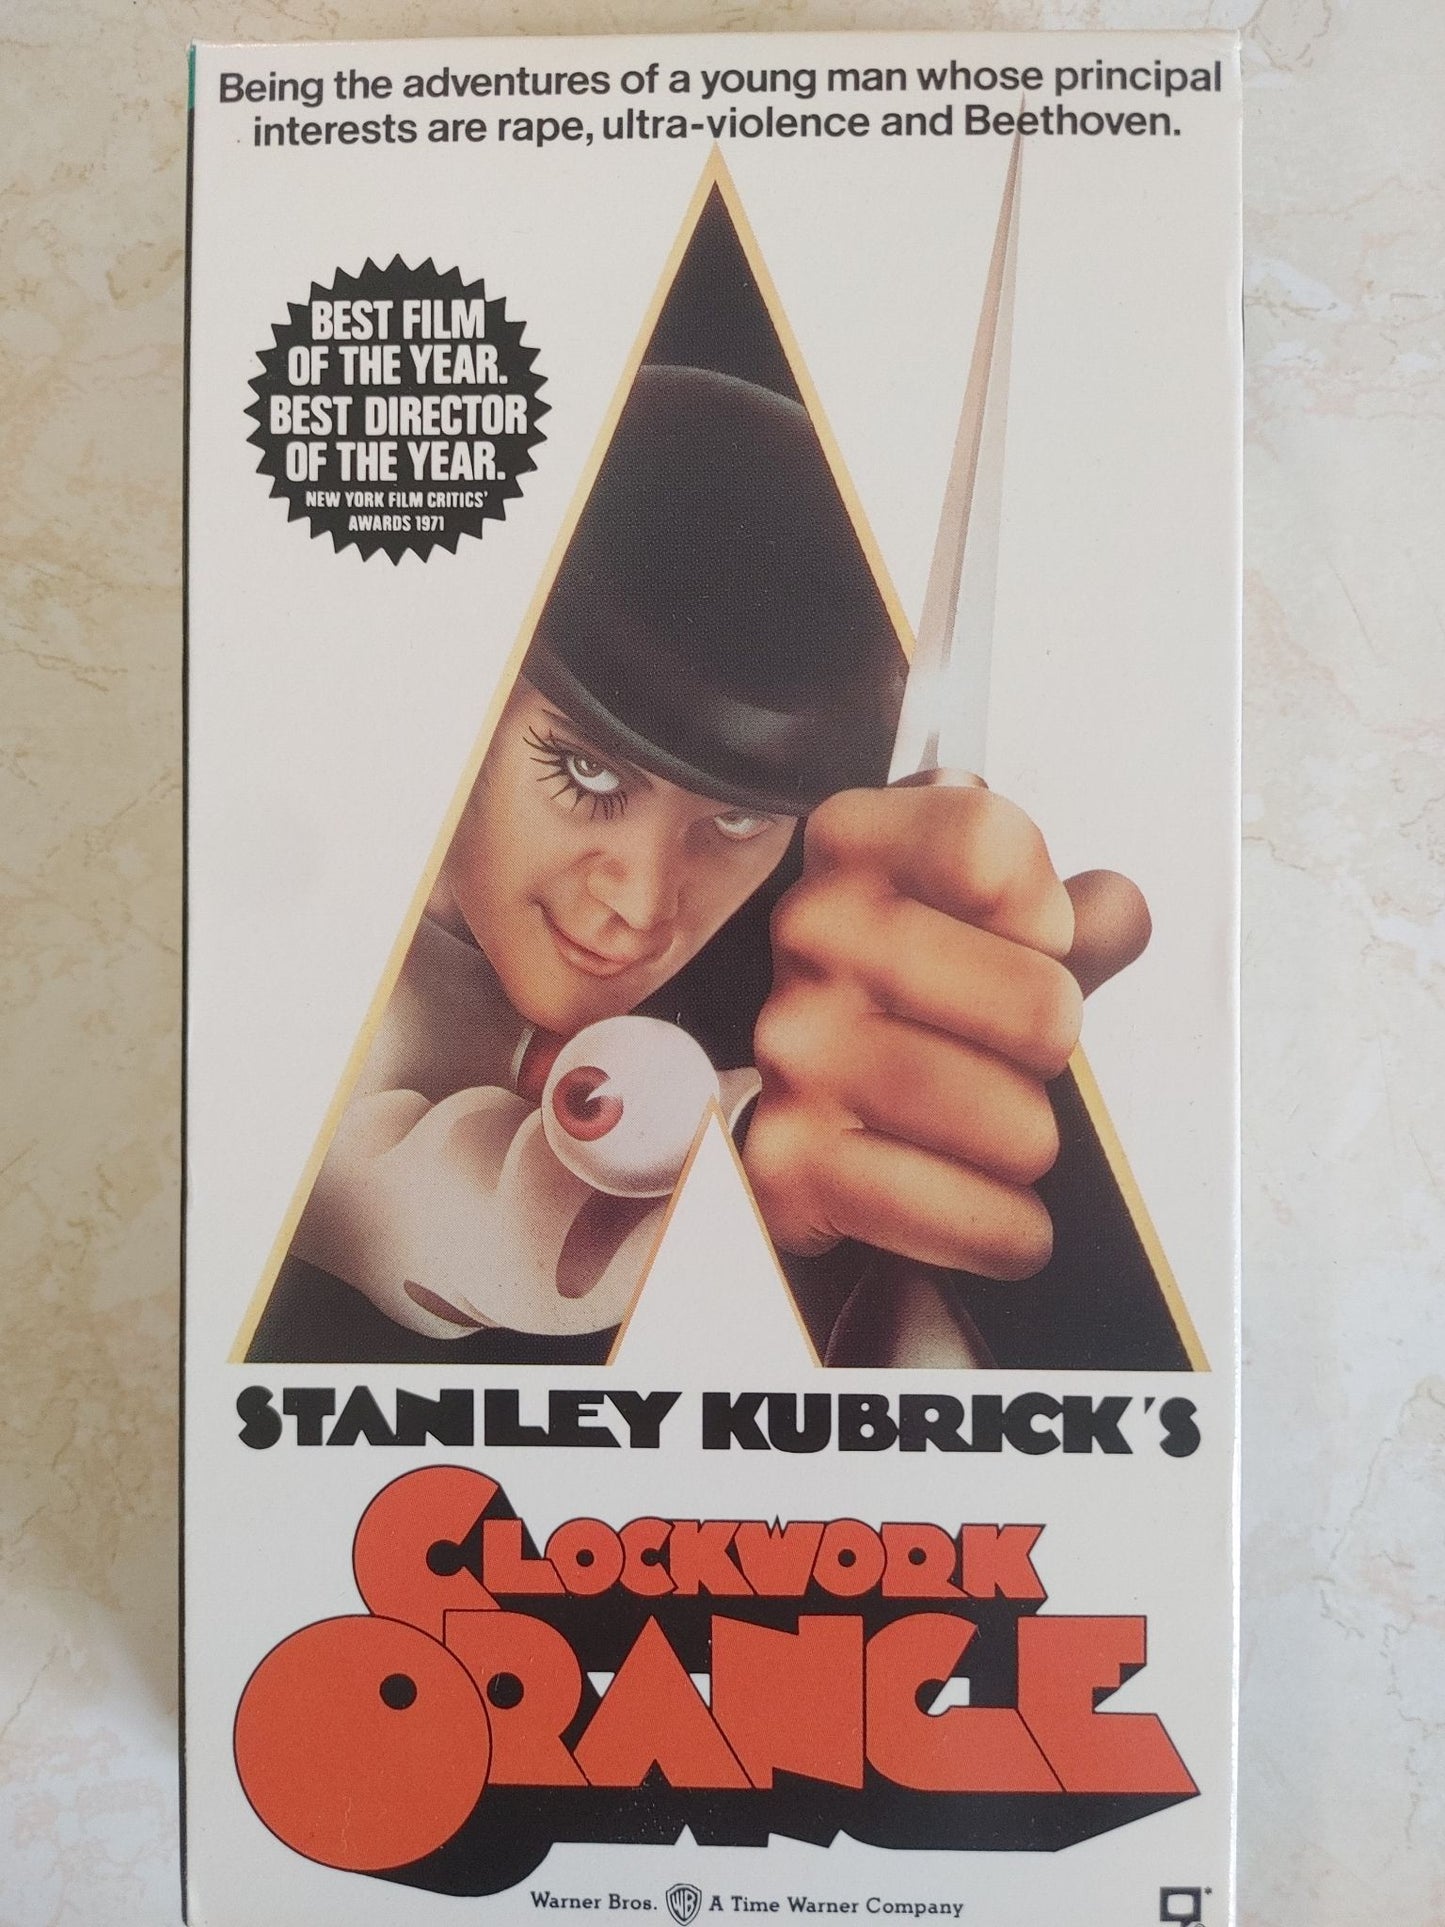 Being the adventures of a young man whose principal
interests are rape, ultra-violence and Beethoven.
BEST FILM
OF THE YEAR.
BEST DIRECTOR
OF THE YEAR.
NEW YORK FILM CRITICS'
AWARDS 1971
STANLEY KUBRICK'S
CLOCKWORK
ORANGE
Warner Bros. WB A Time Warner Company